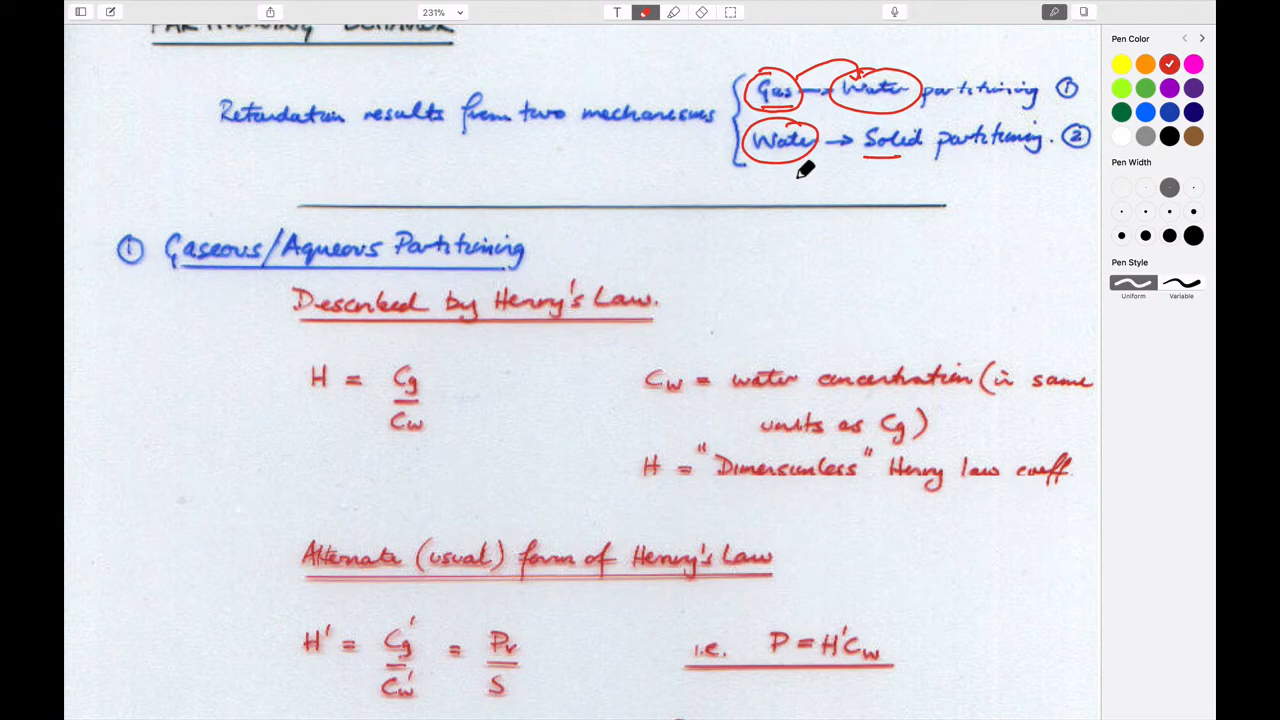 231%
T
Pen Color
PARTITIONING BEHAVIOR
Retardation results from two mechanisms
Gas → Water partitioning ①
Water → Solid partitioning. ②
Pen Width
Pen Style
Uniform
Variable
① Gaseous/Aqueous Partitioning
Described by Henry's Law.
H = Cg / Cw
Cw = water concentration (in same
units as Cg)
H = "Dimensionless" Henry law coeff.
Alternate (usual) form of Henry's Law
H' = Cg' / Cw' = Pv / S
i.e. P = H'Cw